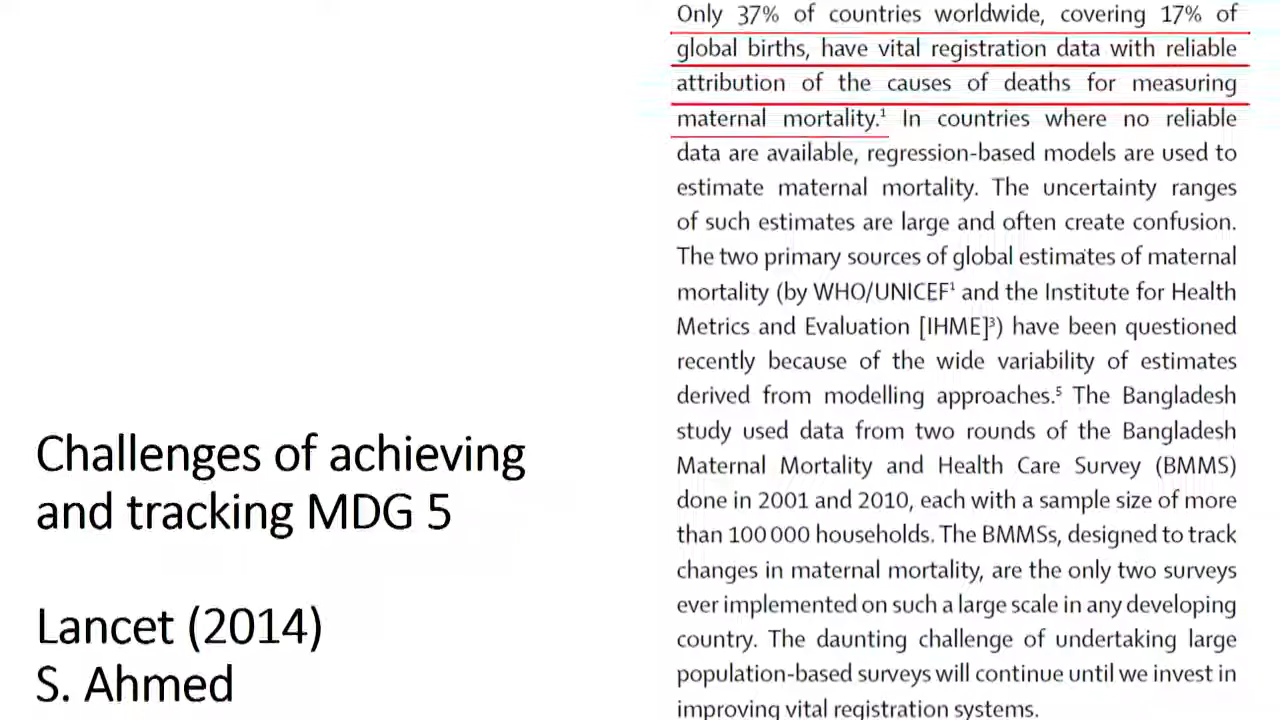 Only 37% of countries worldwide, covering 17% of
global births, have vital registration data with reliable
attribution of the causes of deaths for measuring
maternal mortality.¹ In countries where no reliable
data are available, regression-based models are used to
estimate maternal mortality. The uncertainty ranges
of such estimates are large and often create confusion.
The two primary sources of global estimates of maternal
mortality (by WHO/UNICEF¹ and the Institute for Health
Metrics and Evaluation [IHME]³) have been questioned
recently because of the wide variability of estimates
derived from modelling approaches.⁵ The Bangladesh
study used data from two rounds of the Bangladesh
Maternal Mortality and Health Care Survey (BMMS)
done in 2001 and 2010, each with a sample size of more
than 100 000 households. The BMMSs, designed to track
changes in maternal mortality, are the only two surveys
ever implemented on such a large scale in any developing
country. The daunting challenge of undertaking large
population-based surveys will continue until we invest in
improving vital registration systems.
Challenges of achieving
and tracking MDG 5
Lancet (2014)
S. Ahmed